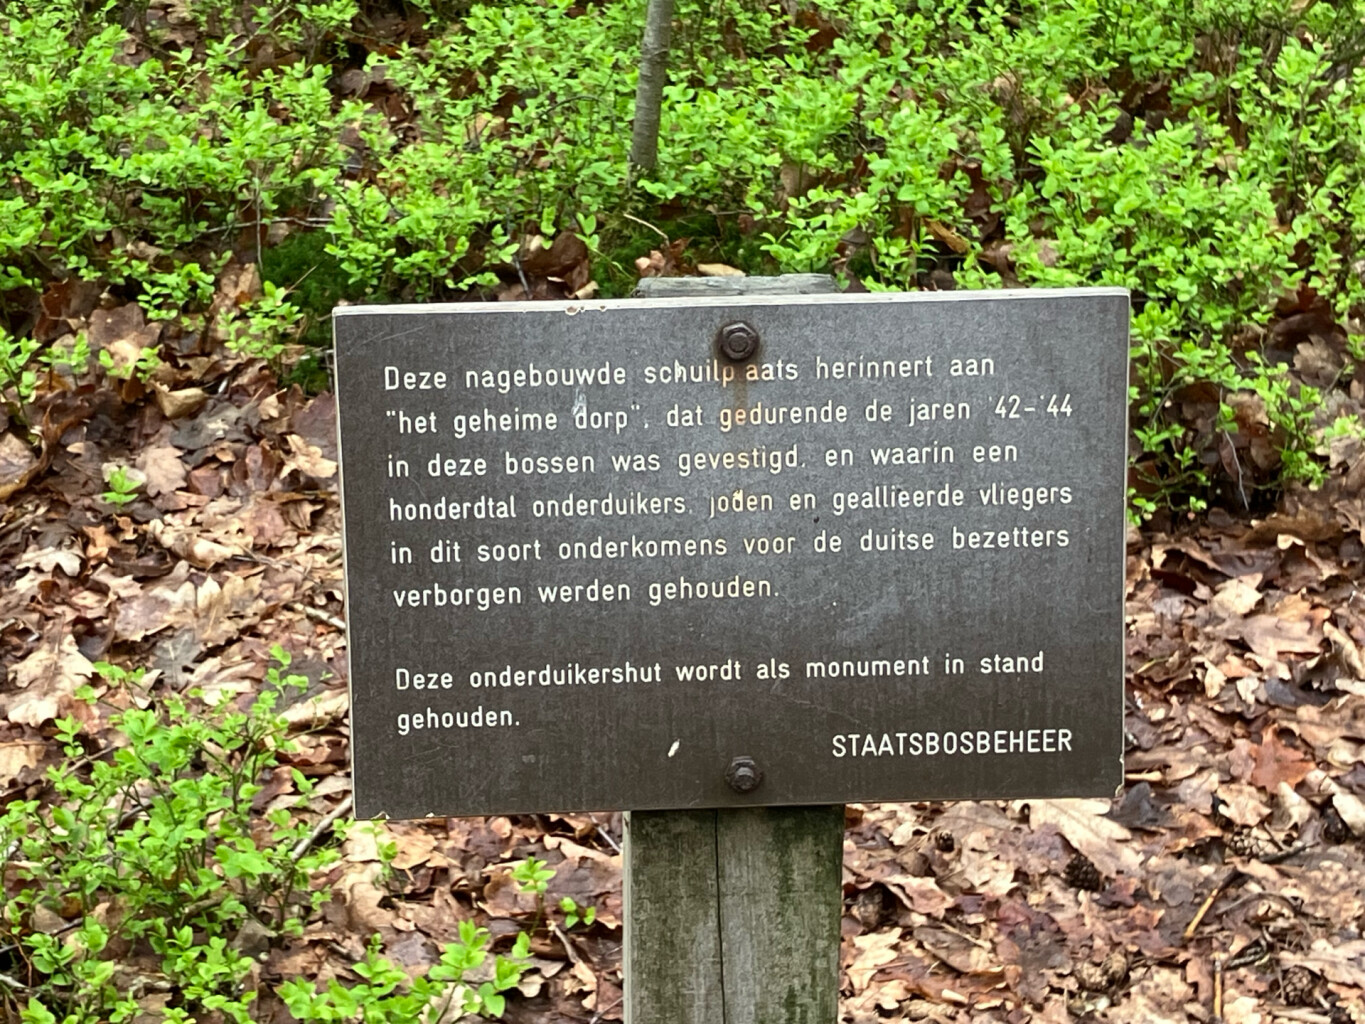 Deze nagebouwde schuilplaats herinnert aan
"het geheime dorp", dat gedurende de jaren '42-'44
in deze bossen was gevestigd, en waarin een
honderdtal onderduikers, joden en geallieerde vliegers
in dit soort onderkomens voor de duitse bezetters
verborgen werden gehouden.
Deze onderduikershut wordt als monument in stand
gehouden.
STAATSBOSBEHEER